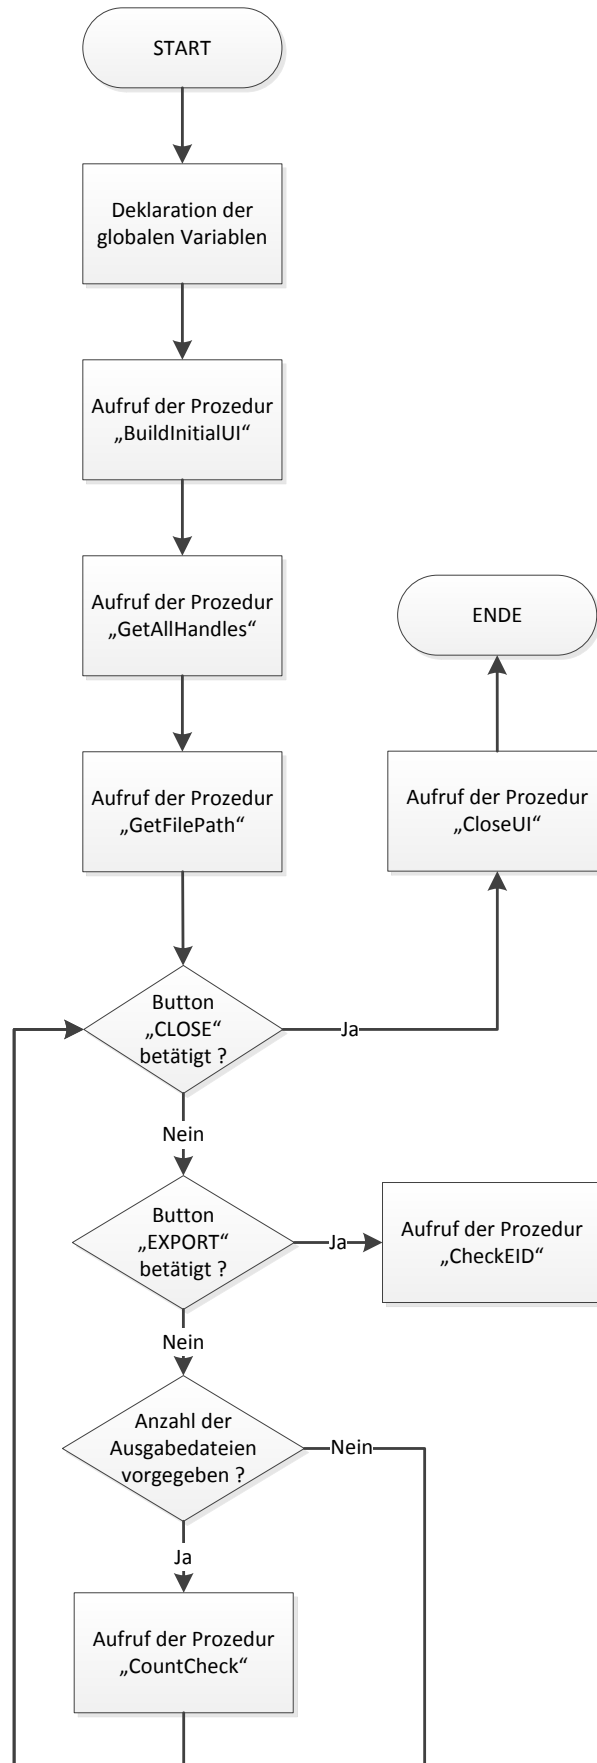 START
Deklaration der
globalen Variablen
Aufruf der Prozedur
„BuildInitialUI“
Aufruf der Prozedur
„GetAllHandles“
ENDE
Aufruf der Prozedur
„GetFilePath“
Aufruf der Prozedur
„CloseUI“
Button
„CLOSE“
betätigt ?
Ja
Nein
Button
„EXPORT“
betätigt ?
Ja
Aufruf der Prozedur
„CheckEID“
Nein
Anzahl der
Ausgabedateien
vorgegeben ?
Nein
Ja
Aufruf der Prozedur
„CountCheck“